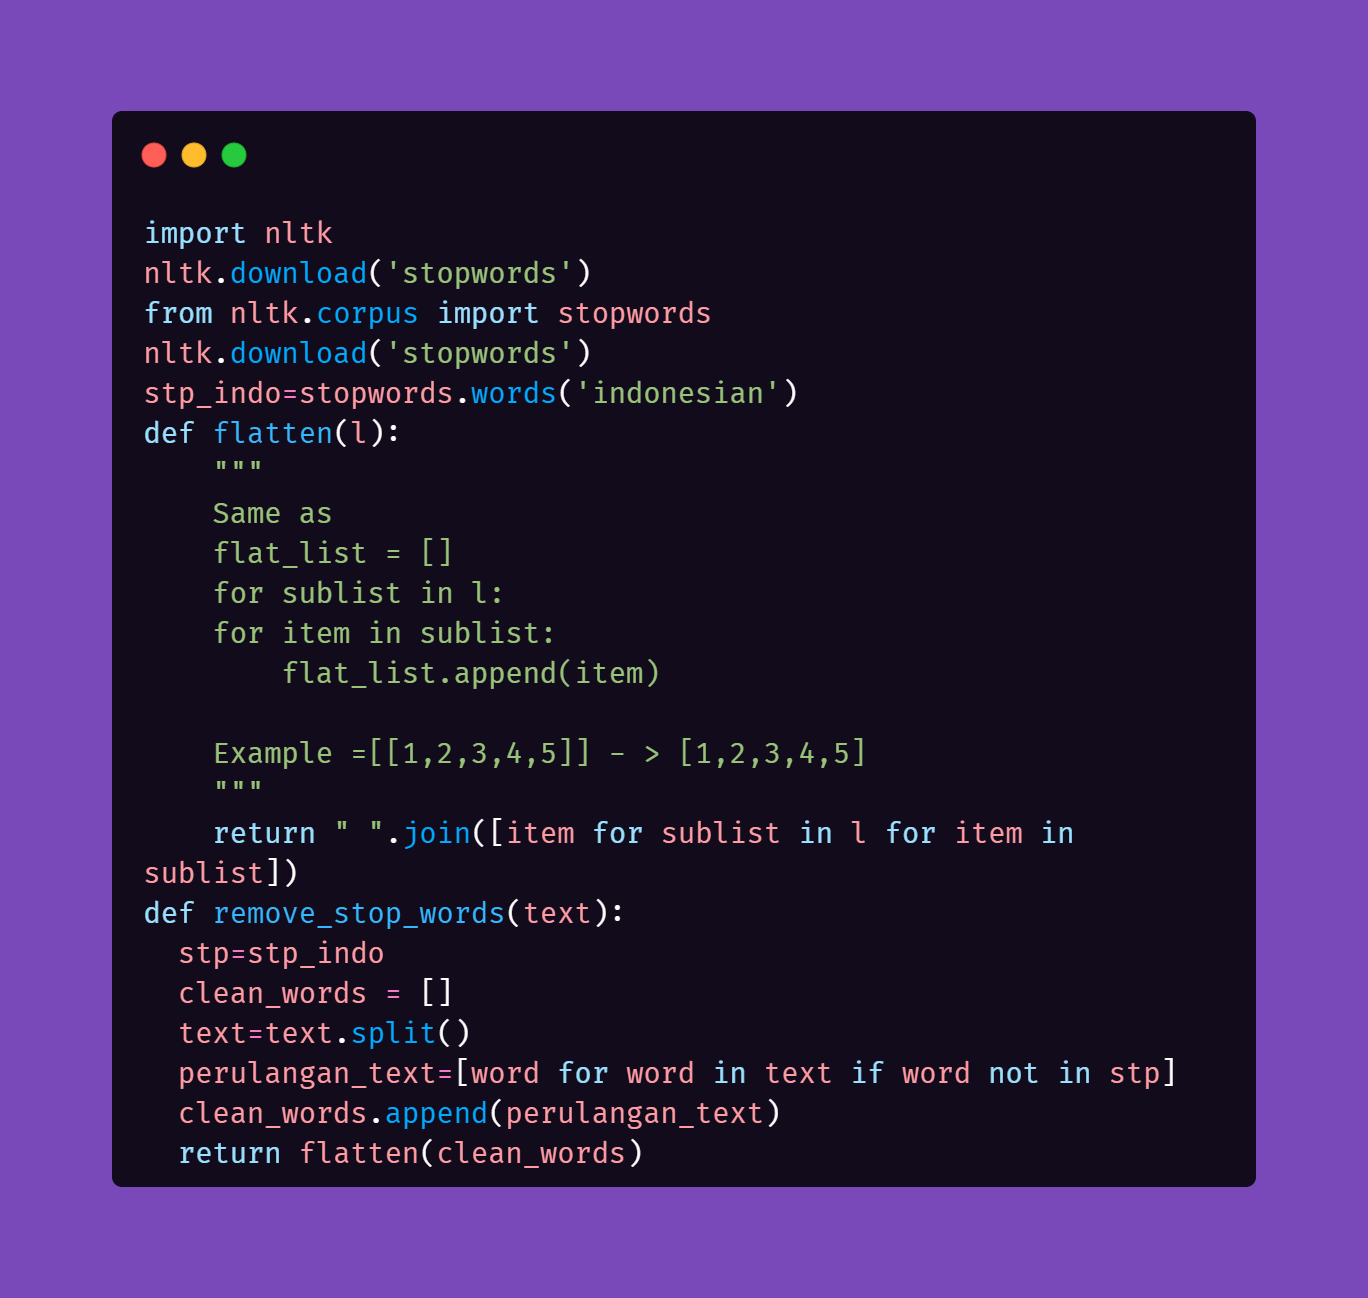 import nltk
nltk.download('stopwords')
from nltk.corpus import stopwords
nltk.download('stopwords')
stp_indo=stopwords.words('indonesian')
def flatten(l):
    """
    Same as
    flat_list = []
    for sublist in l:
    for item in sublist:
        flat_list.append(item)

    Example =[[1,2,3,4,5]] - > [1,2,3,4,5]
    """
    return " ".join([item for sublist in l for item in
sublist])
def remove_stop_words(text):
  stp=stp_indo
  clean_words = []
  text=text.split()
  perulangan_text=[word for word in text if word not in stp]
  clean_words.append(perulangan_text)
  return flatten(clean_words)